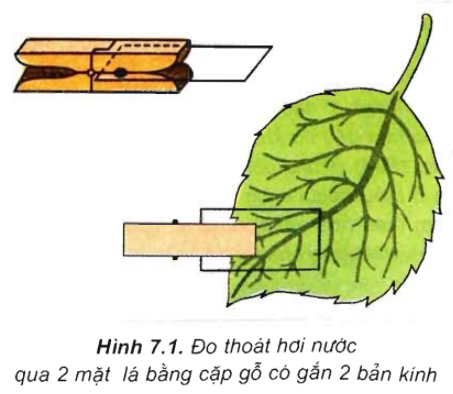 Hình 7.1. Đo thoát hơi nước
qua 2 mặt lá bằng cặp gỗ có gắn 2 bản kính